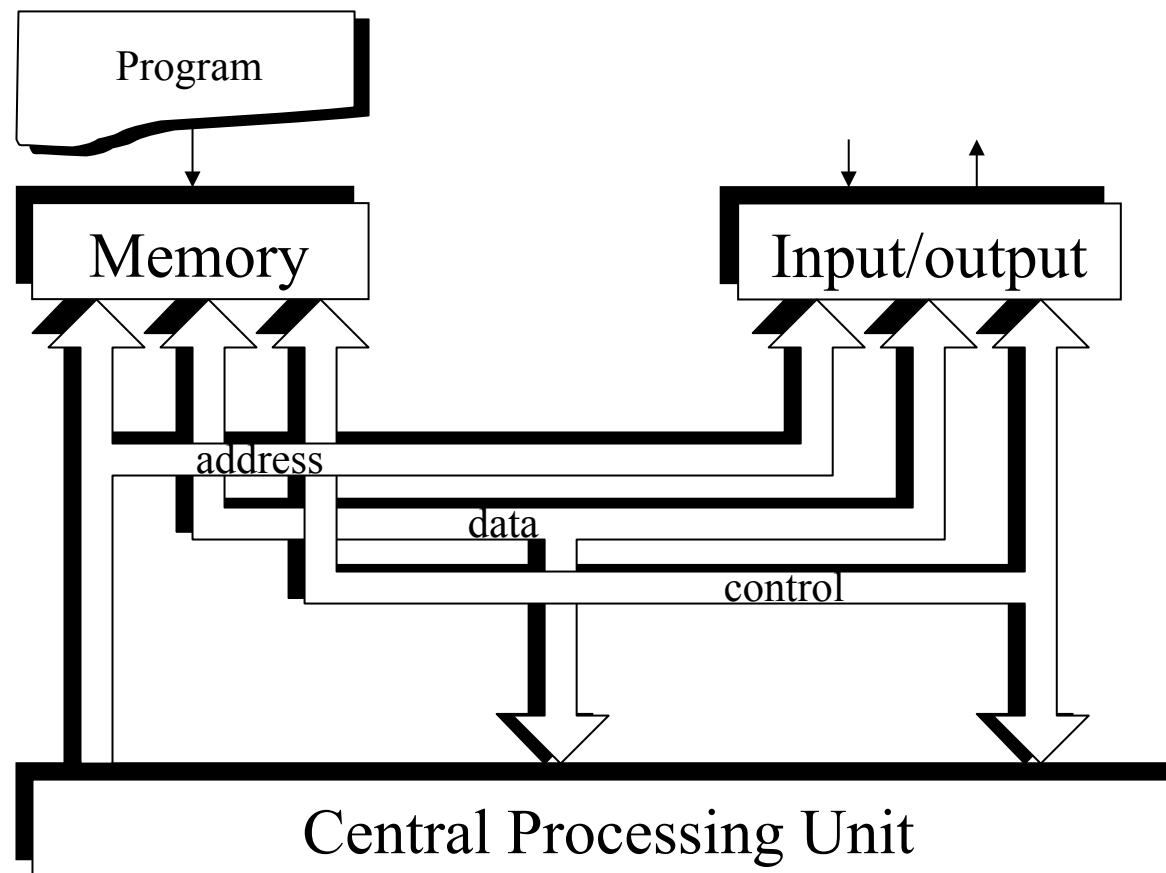 Program
Memory
Input/output
address
data
control
Central Processing Unit